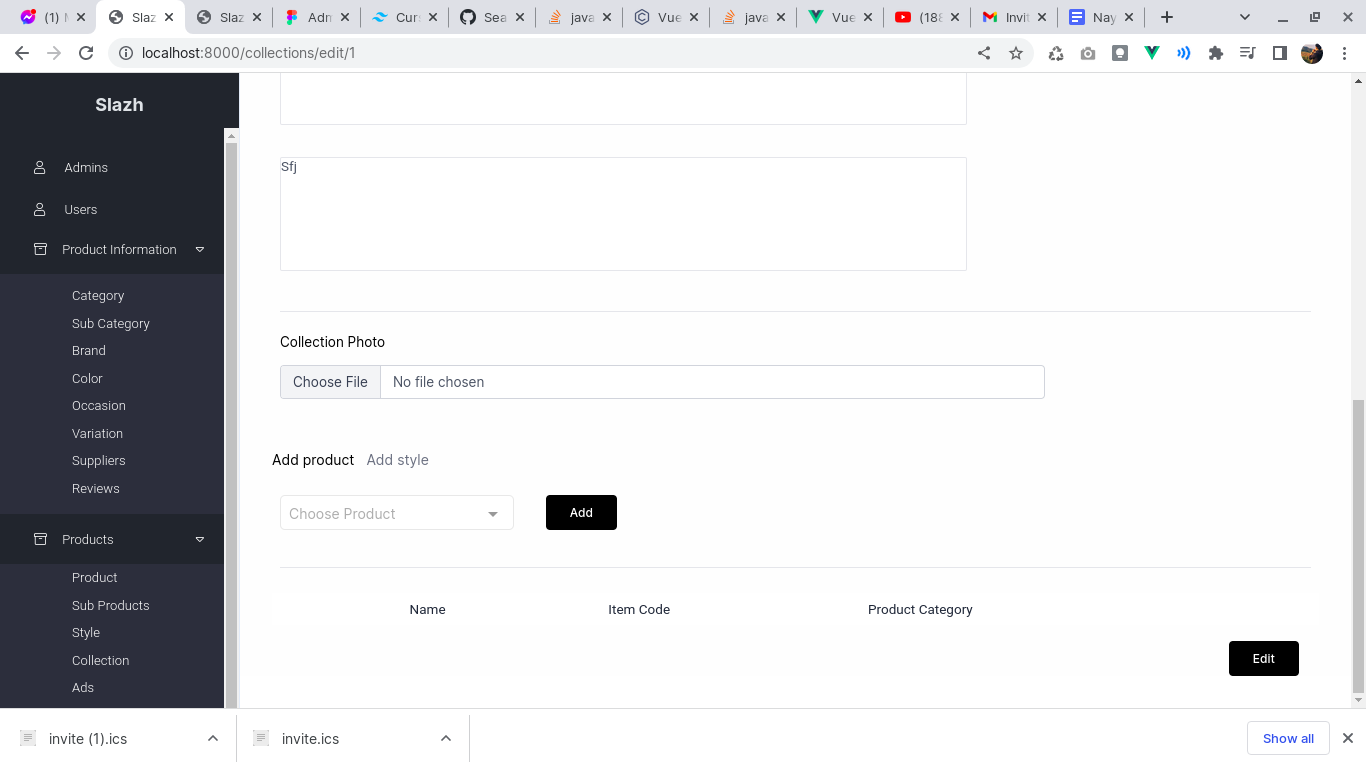 (1) M
Slaz
Slaz
Adn
Curs
Sea
java
Vue
java
Vue
(188
Invit
Nay
localhost:8000/collections/edit/1
Slazh
Admins
Users
Product Information
Category
Sub Category
Brand
Color
Occasion
Variation
Suppliers
Reviews
Products
Product
Sub Products
Style
Collection
Ads
Sfj
Collection Photo
Choose File No file chosen
Add product Add style
Choose Product Add
Name Item Code Product Category
Edit
invite (1).ics invite.ics Show all